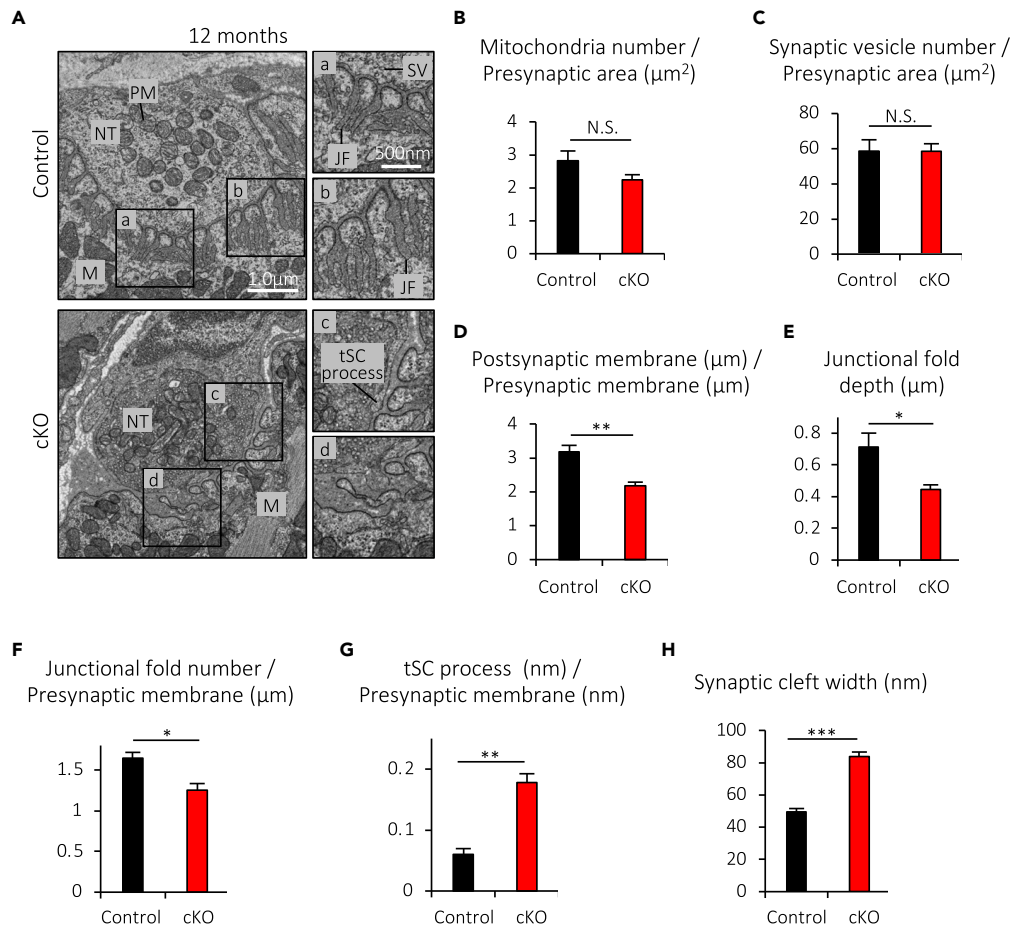 A
12 months
Control
PM
NT
a
b
M
1.0μm
a
SV
JF
500nm
b
JF
cKO
NT
c
d
M
c
tSC
process
d
B
Mitochondria number /
Presynaptic area (μm²)
4
3
2
1
0
N.S.
Control cKO
C
Synaptic vesicle number /
Presynaptic area (μm²)
80
60
40
20
0
N.S.
Control cKO
D
Postsynaptic membrane (μm) /
Presynaptic membrane (μm)
4
3
2
1
0
**
Control cKO
E
Junctional fold
depth (μm)
0.8
0.6
0.4
0.2
0
*
Control cKO
F
Junctional fold number /
Presynaptic membrane (μm)
1.5
1
0.5
0
*
Control cKO
G
tSC process (nm) /
Presynaptic membrane (nm)
0.2
0.1
0
**
Control cKO
H
Synaptic cleft width (nm)
100
80
60
40
20
0
***
Control cKO